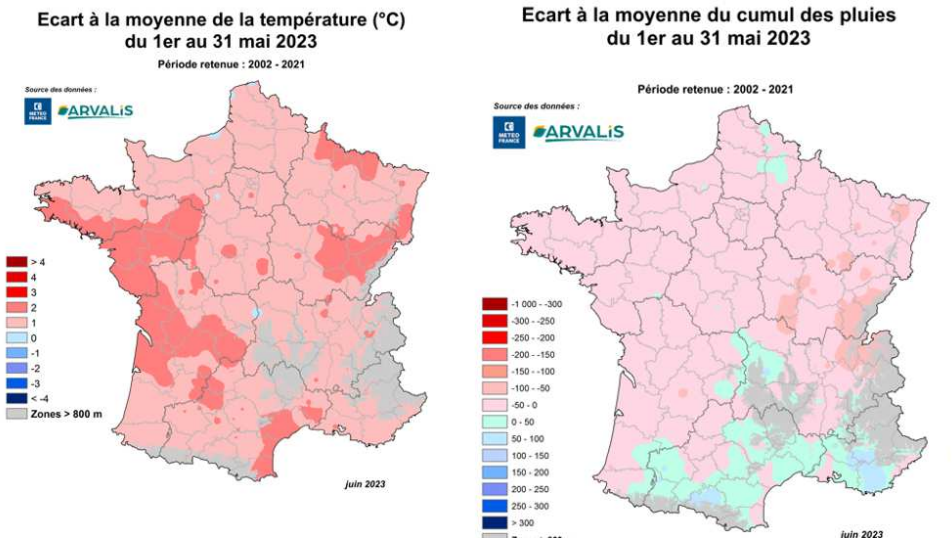 Ecart à la moyenne de la température (°C)
du 1er au 31 mai 2023
Période retenue : 2002 - 2021
Source des données :
METEO
FRANCE
ARVALIS
> 4
4
3
2
1
0
-1
-2
-3
< -4
Zones > 800 m
juin 2023
Ecart à la moyenne du cumul des pluies
du 1er au 31 mai 2023
Période retenue : 2002 - 2021
Source des données :
METEO
FRANCE
ARVALIS
-1 000 - -300
-300 - -250
-250 - -200
-200 - -150
-150 - -100
-100 - -50
-50 - 0
0 - 50
50 - 100
100 - 150
150 - 200
200 - 250
250 - 300
> 300
juin 2023